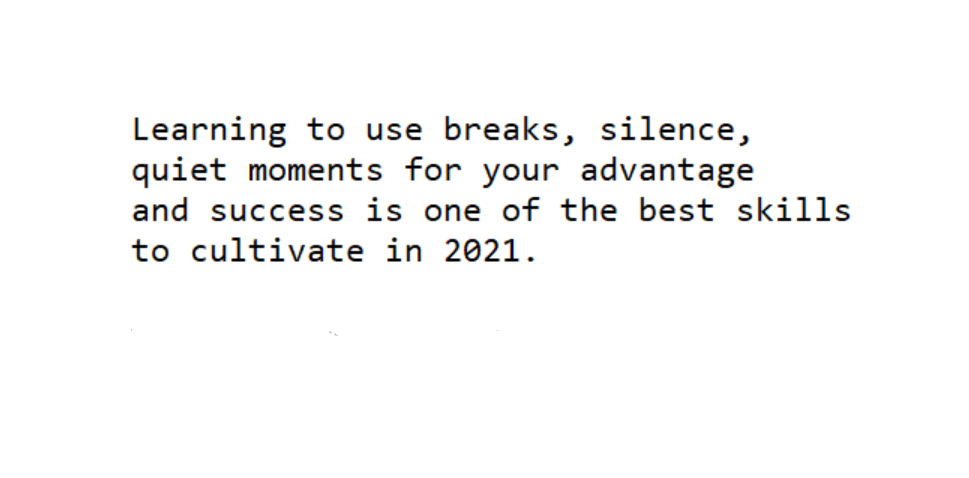 Learning to use breaks, silence,
quiet moments for your advantage
and success is one of the best skills
to cultivate in 2021.